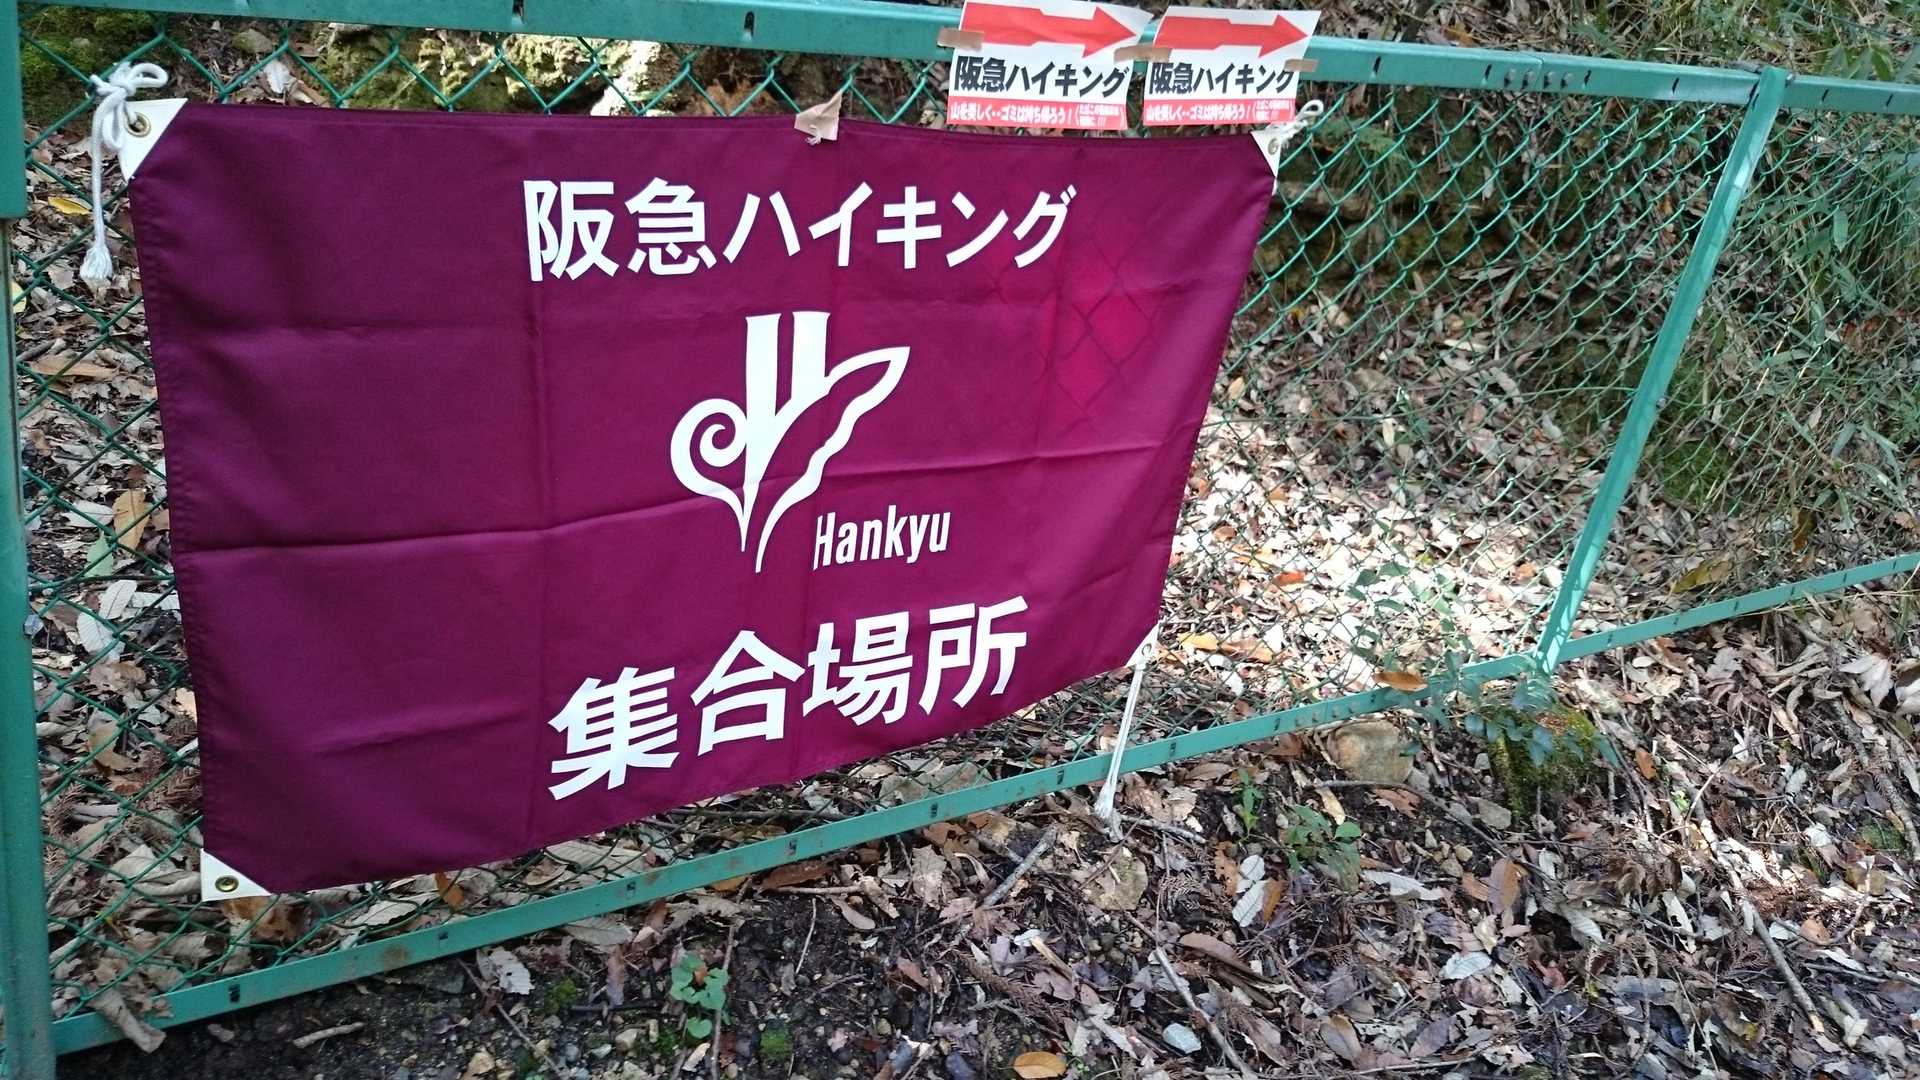 阪急ハイキング
山を美しく・・ゴミは持ち帰ろう!
阪急ハイキング
山を美しく・・ゴミは持ち帰ろう!
阪急ハイキング
Hankyu
集合場所